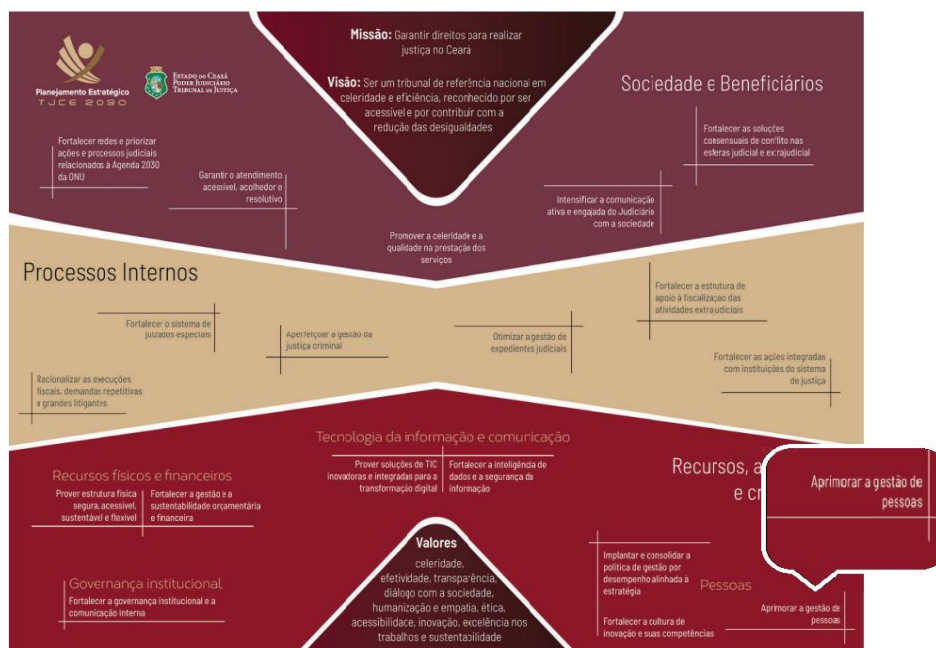 Missão: Garantir direitos para realizar
justiça no Ceará
Visão: Ser um tribunal de referência nacional em
celeridade e eficiência, reconhecido por ser
acessível e por contribuir com a
redução das desigualdades
Planejamento Estratégico
TJCE 2030
ESTADO DO CEARÁ
PODER JUDICIÁRIO
TRIBUNAL DE JUSTIÇA
Sociedade e Beneficiários
Fortalecer redes e priorizar
ações e processos judiciais
relacionados à Agenda 2030
da ONU
Garantir o atendimento
acessível, acolhedor e
resolutivo
Promover a celeridade e a
qualidade na prestação dos
serviços
Intensificar a comunicação
ativa e engajada do Judiciário
com a sociedade
Fortalecer as soluções
consensuais de conflito nas
esferas judicial e extrajudicial
Processos Internos
Racionalizar as execuções
fiscais, demandas repetitivas
e grandes litigantes
Fortalecer o sistema de
juizados especiais
Aperfeiçoar a gestão da
justiça criminal
Otimizar a gestão de
expedientes judiciais
Fortalecer a estrutura de
apoio à fiscalização das
atividades extrajudiciais
Fortalecer as ações integradas
com instituições do sistema
de justiça
Recursos físicos e financeiros
Prover estrutura física
segura, acessível,
sustentável e flexível
Fortalecer a gestão e a
sustentabilidade orçamentária
e financeira
Governança institucional
Fortalecer a governança institucional e a
comunicação interna
Tecnologia da informação e comunicação
Prover soluções de TIC
inovadoras e integradas para a
transformação digital
Fortalecer a inteligência de
dados e a segurança da
informação
Valores
celeridade,
efetividade, transparência,
diálogo com a sociedade,
humanização e empatia, ética,
acessibilidade, inovação, excelência nos
trabalhos e sustentabilidade
Recursos, a
e cr
Aprimorar a gestão de
pessoas
Pessoas
Implantar e consolidar a
política de gestão por
desempenho alinhada à
estratégia
Fortalecer a cultura de
inovação e suas competências
Aprimorar a gestão de
pessoas